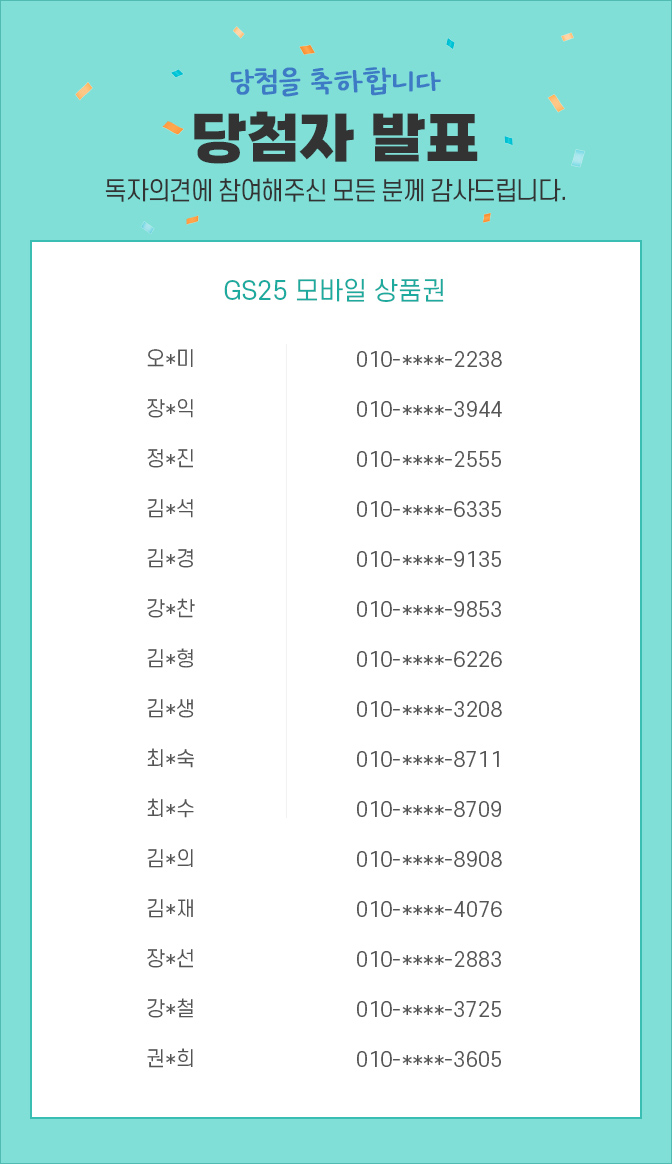 당첨을 축하합니다
당첨자 발표
독자의견에 참여해주신 모든 분께 감사드립니다.
GS25 모바일 상품권
오*미 010-****-2238
장*익 010-****-3944
정*진 010-****-2555
김*석 010-****-6335
김*경 010-****-9135
강*찬 010-****-9853
김*형 010-****-6226
김*생 010-****-3208
최*숙 010-****-8711
최*수 010-****-8709
김*의 010-****-8908
김*재 010-****-4076
장*선 010-****-2883
강*철 010-****-3725
권*희 010-****-3605